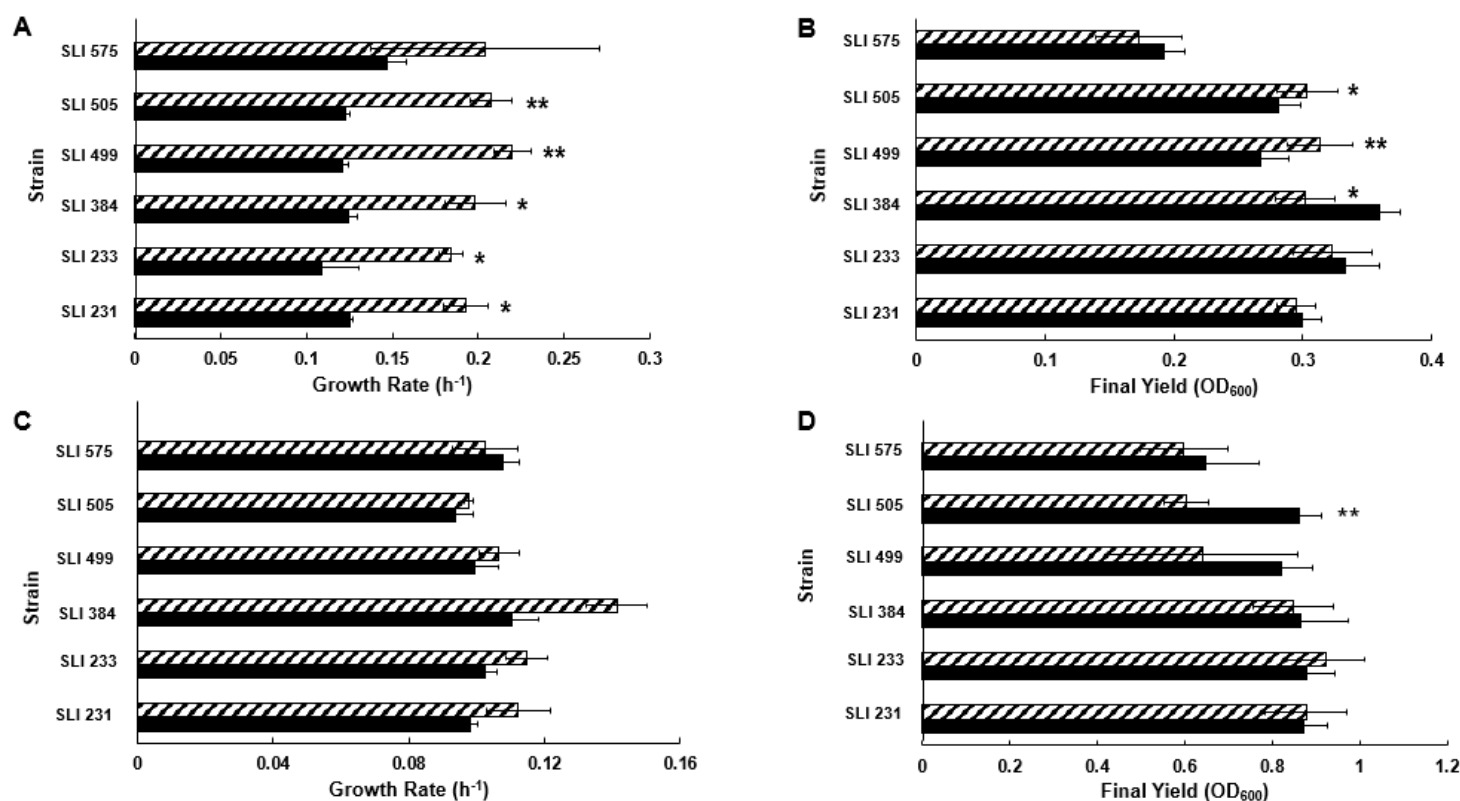 A
SLI 575
SLI 505
**
SLI 499
**
SLI 384
*
SLI 233
*
SLI 231
*
Strain
0 0.05 0.1 0.15 0.2 0.25 0.3
Growth Rate (h⁻¹)
B
SLI 575
SLI 505
*
SLI 499
**
SLI 384
*
SLI 233
SLI 231
Strain
0 0.1 0.2 0.3 0.4
Final Yield (OD₆₀₀)
C
SLI 575
SLI 505
SLI 499
SLI 384
SLI 233
SLI 231
Strain
0 0.04 0.08 0.12 0.16
Growth Rate (h⁻¹)
D
SLI 575
SLI 505
**
SLI 499
SLI 384
SLI 233
SLI 231
Strain
0 0.2 0.4 0.6 0.8 1 1.2
Final Yield (OD₆₀₀)